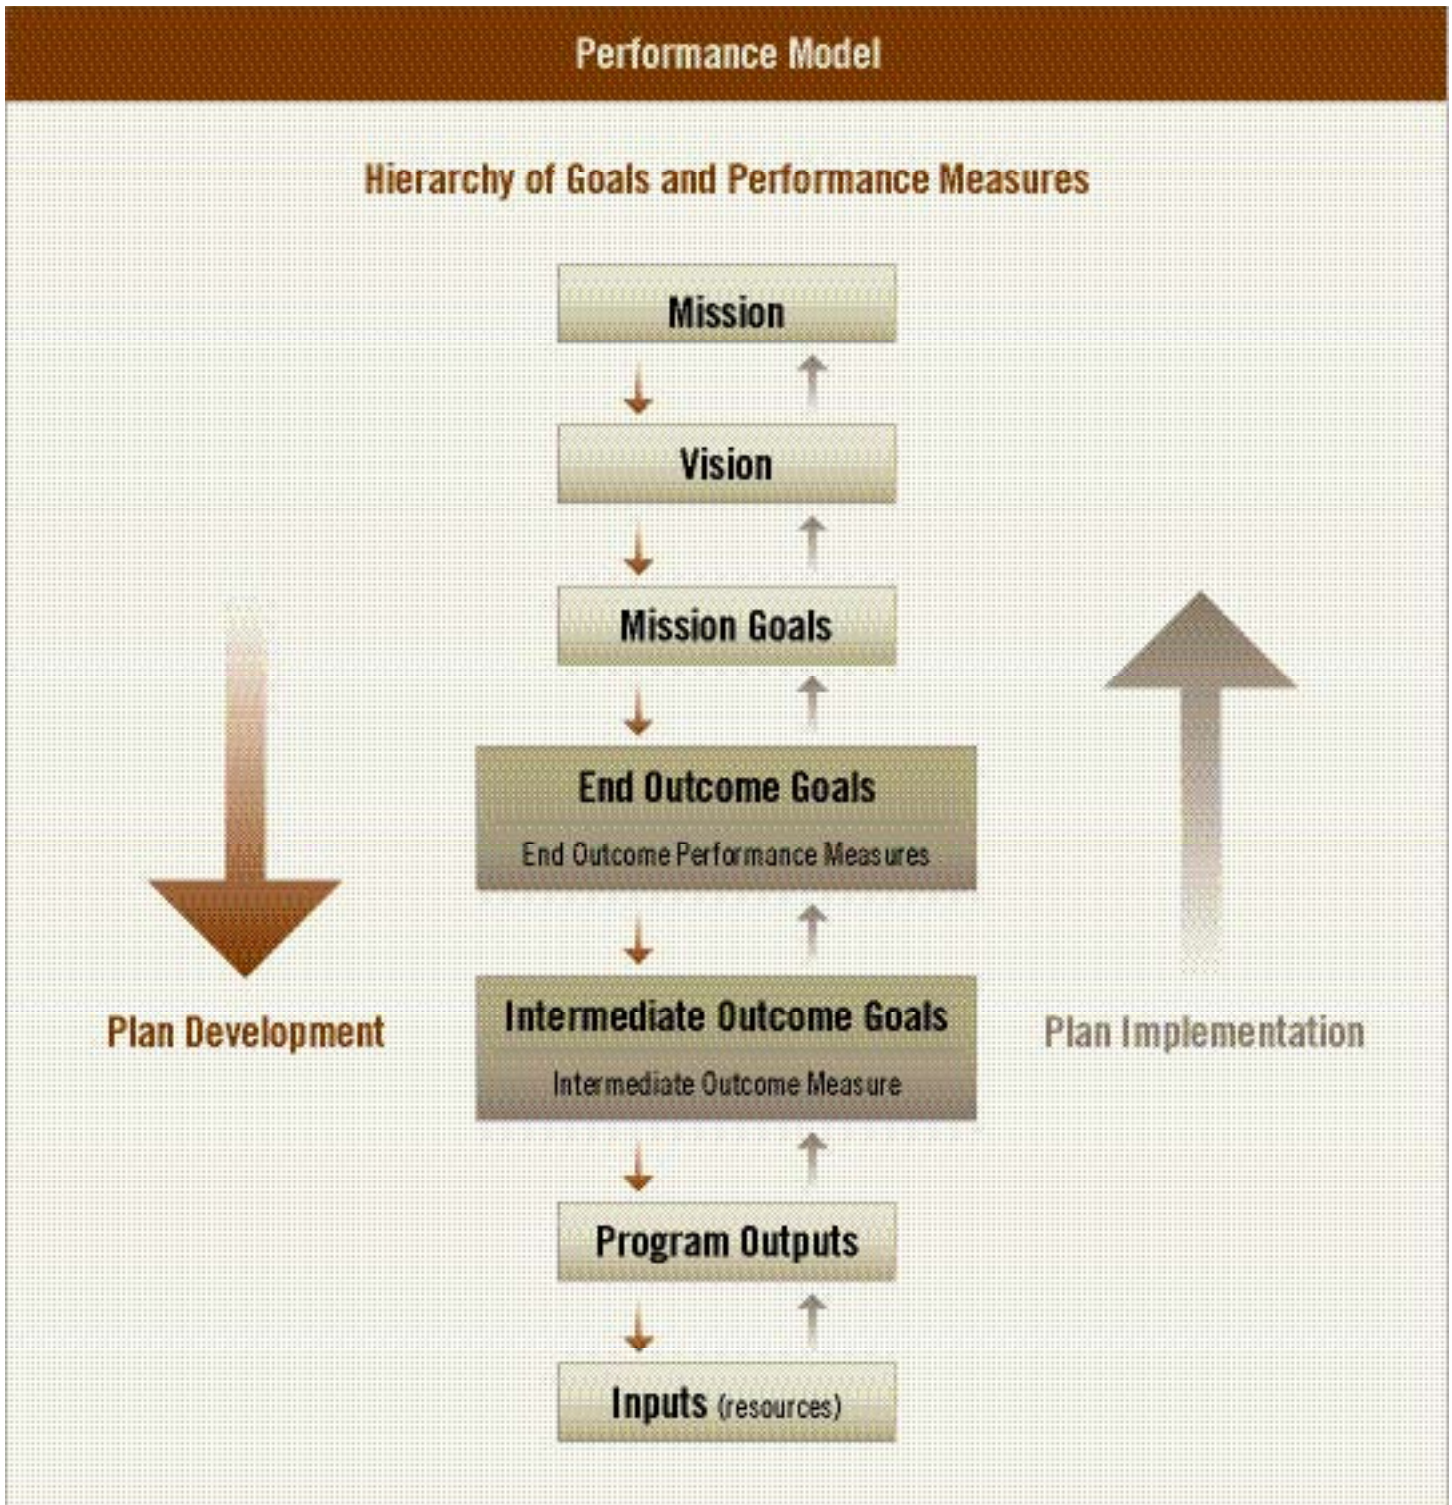 Performance Model
Hierarchy of Goals and Performance Measures
Mission
Vision
Mission Goals
End Outcome Goals
End Outcome Performance Measures
Intermediate Outcome Goals
Intermediate Outcome Measure
Plan Development
Plan Implementation
Program Outputs
Inputs (resources)